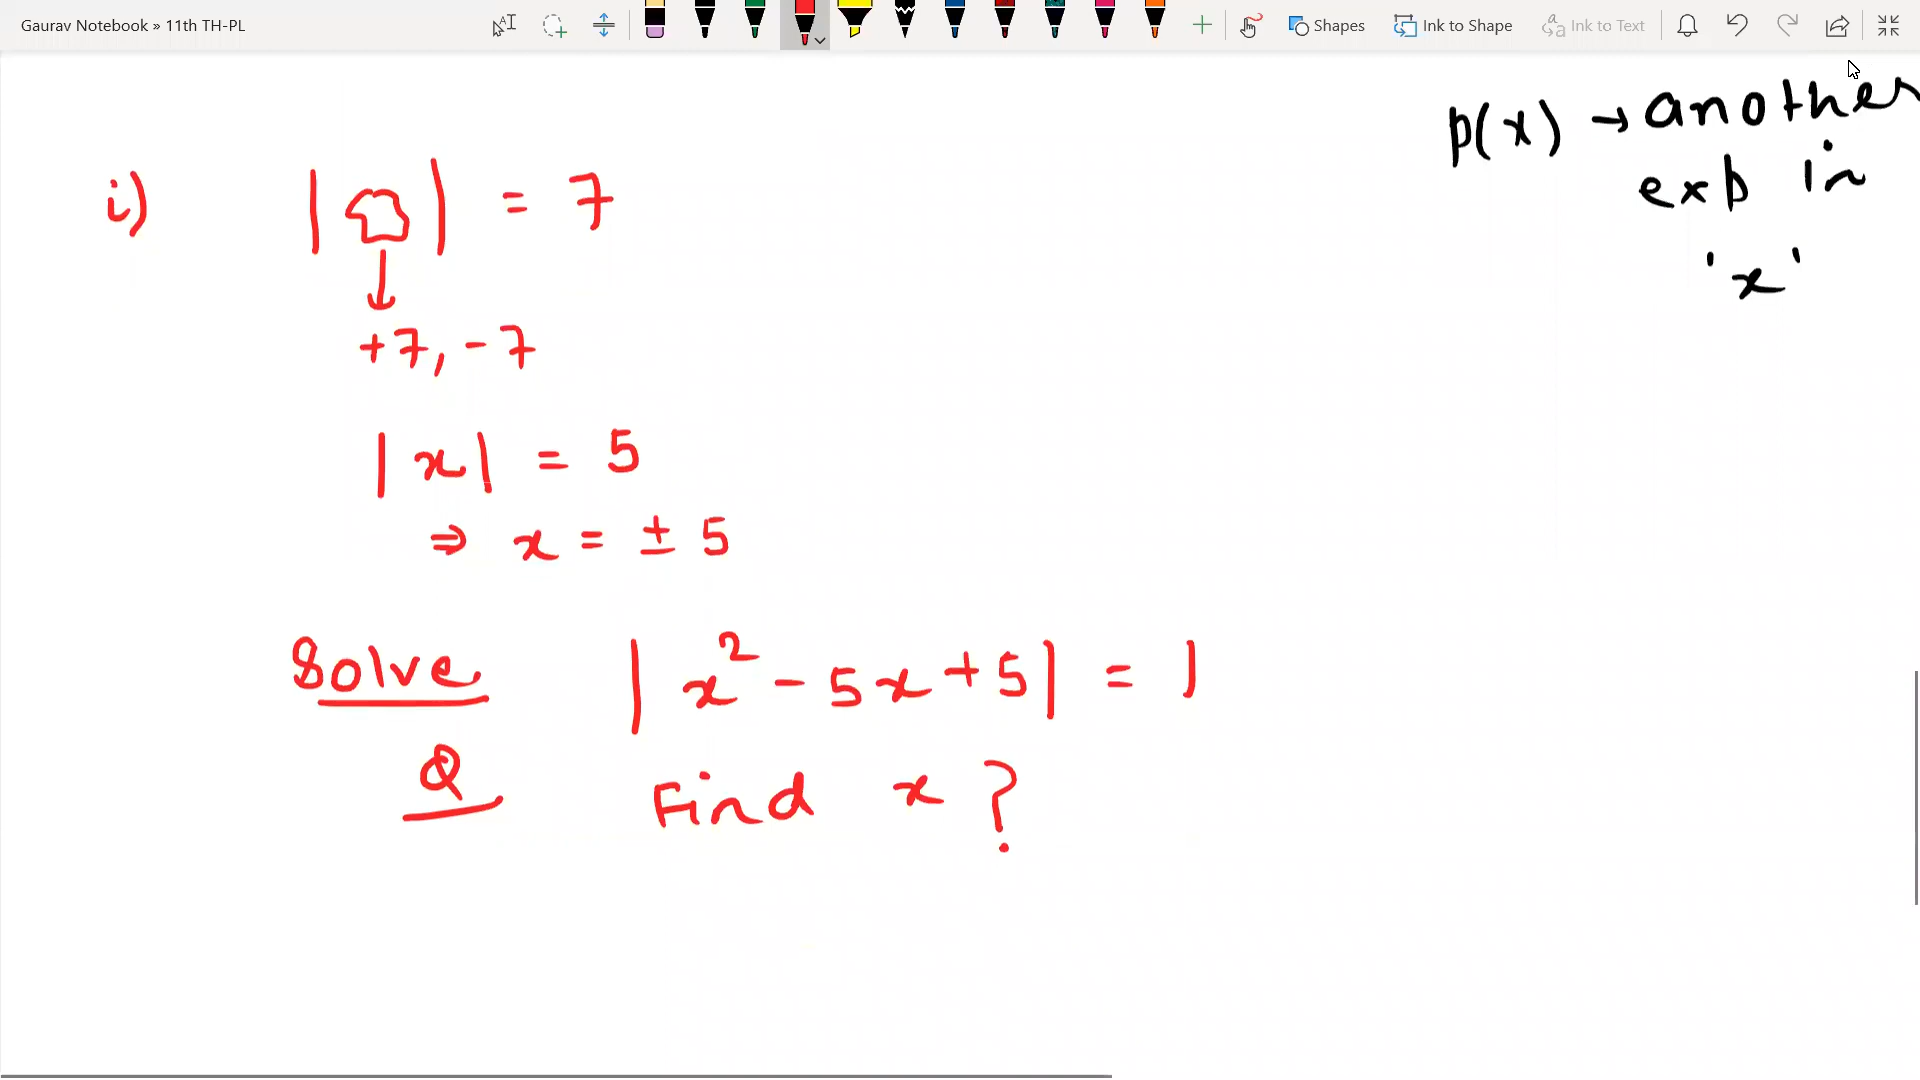 Gaurav Notebook » 11th TH-PL
Shapes
Ink to Shape
Ink to Text
p(x) → another
exp in
'x'
i) | | = 7
↓
+7, -7
|x| = 5
⇒ x = ± 5
Solve |x² - 5x + 5| = 1
Q Find x ?